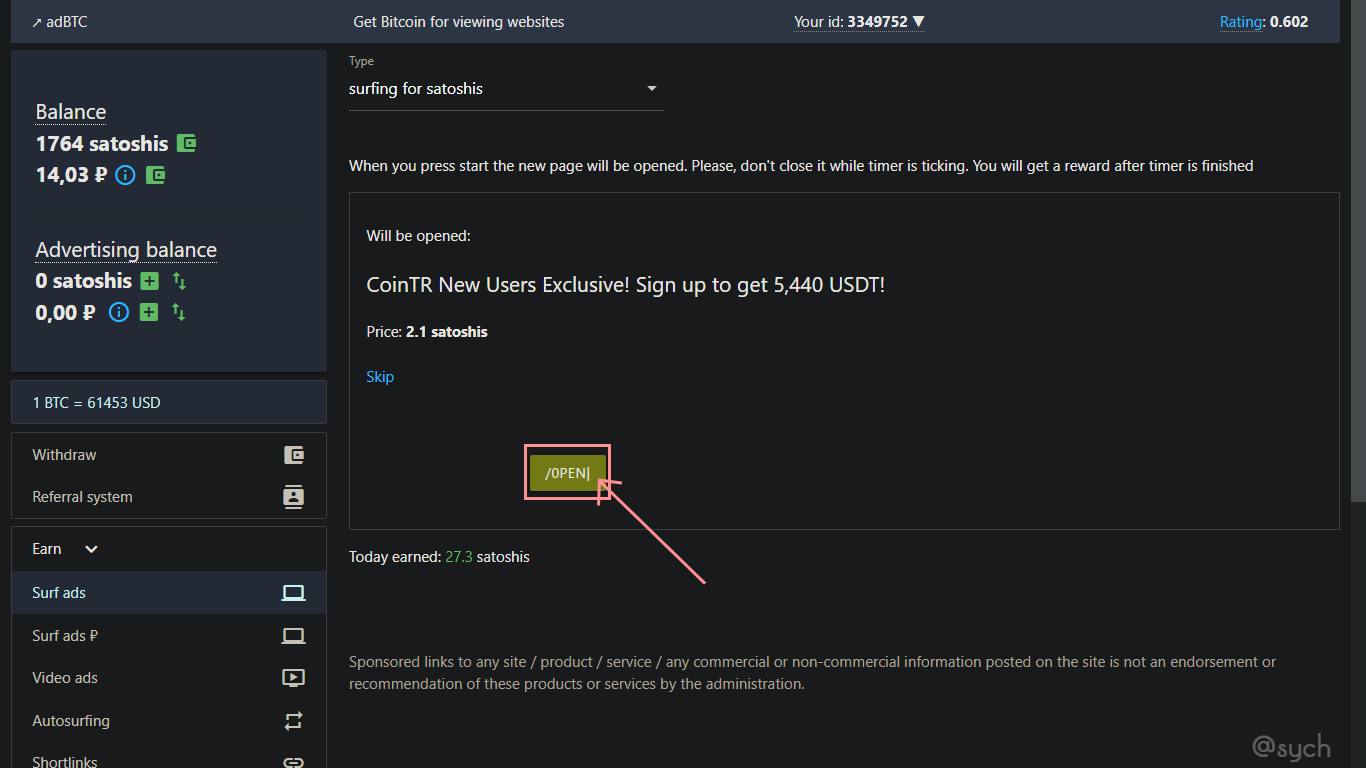 ↗ adBTC
Get Bitcoin for viewing websites
Your id: 3349752 ▼
Rating: 0.602
Balance
1764 satoshis
14,03 ₽
Advertising balance
0 satoshis
0,00 ₽
1 BTC = 61453 USD
Withdraw
Referral system
Earn
Surf ads
Surf ads ₽
Video ads
Autosurfing
Shortlinks
Type
surfing for satoshis
When you press start the new page will be opened. Please, don't close it while timer is ticking. You will get a reward after timer is finished
Will be opened:
CoinTR New Users Exclusive! Sign up to get 5,440 USDT!
Price: 2.1 satoshis
Skip
/0PEN|
Today earned: 27.3 satoshis
Sponsored links to any site / product / service / any commercial or non-commercial information posted on the site is not an endorsement or
recommendation of these products or services by the administration.
@sych